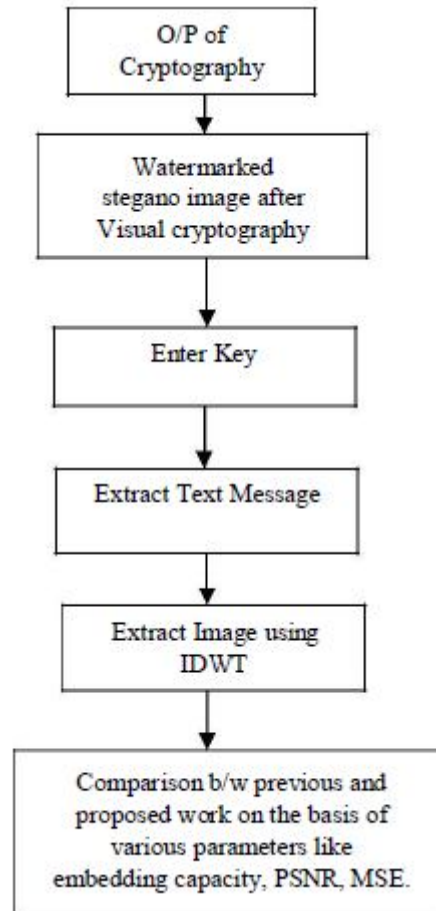 O/P of
Cryptography
Watermarked
stegano image after
Visual cryptography
Enter Key
Extract Text Message
Extract Image using
IDWT
Comparison b/w previous and
proposed work on the basis of
various parameters like
embedding capacity, PSNR, MSE.